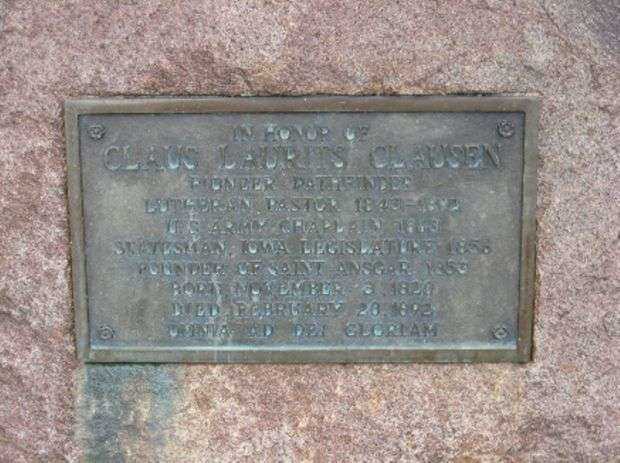 IN HONOR OF
CLAUS LAURITS CLAUSEN
PIONEER PATHFINDER
LUTHERAN PASTOR 1843-1892
U.S. ARMY CHAPLAIN
STATESMAN, IOWA LEGISLATURE 1856
FOUNDER OF SAINT ANSGAR 1853
BORN NOVEMBER 3, 1820
DIED FEBRUARY 20, 1892
OMNIA AD DEI GLORIAM